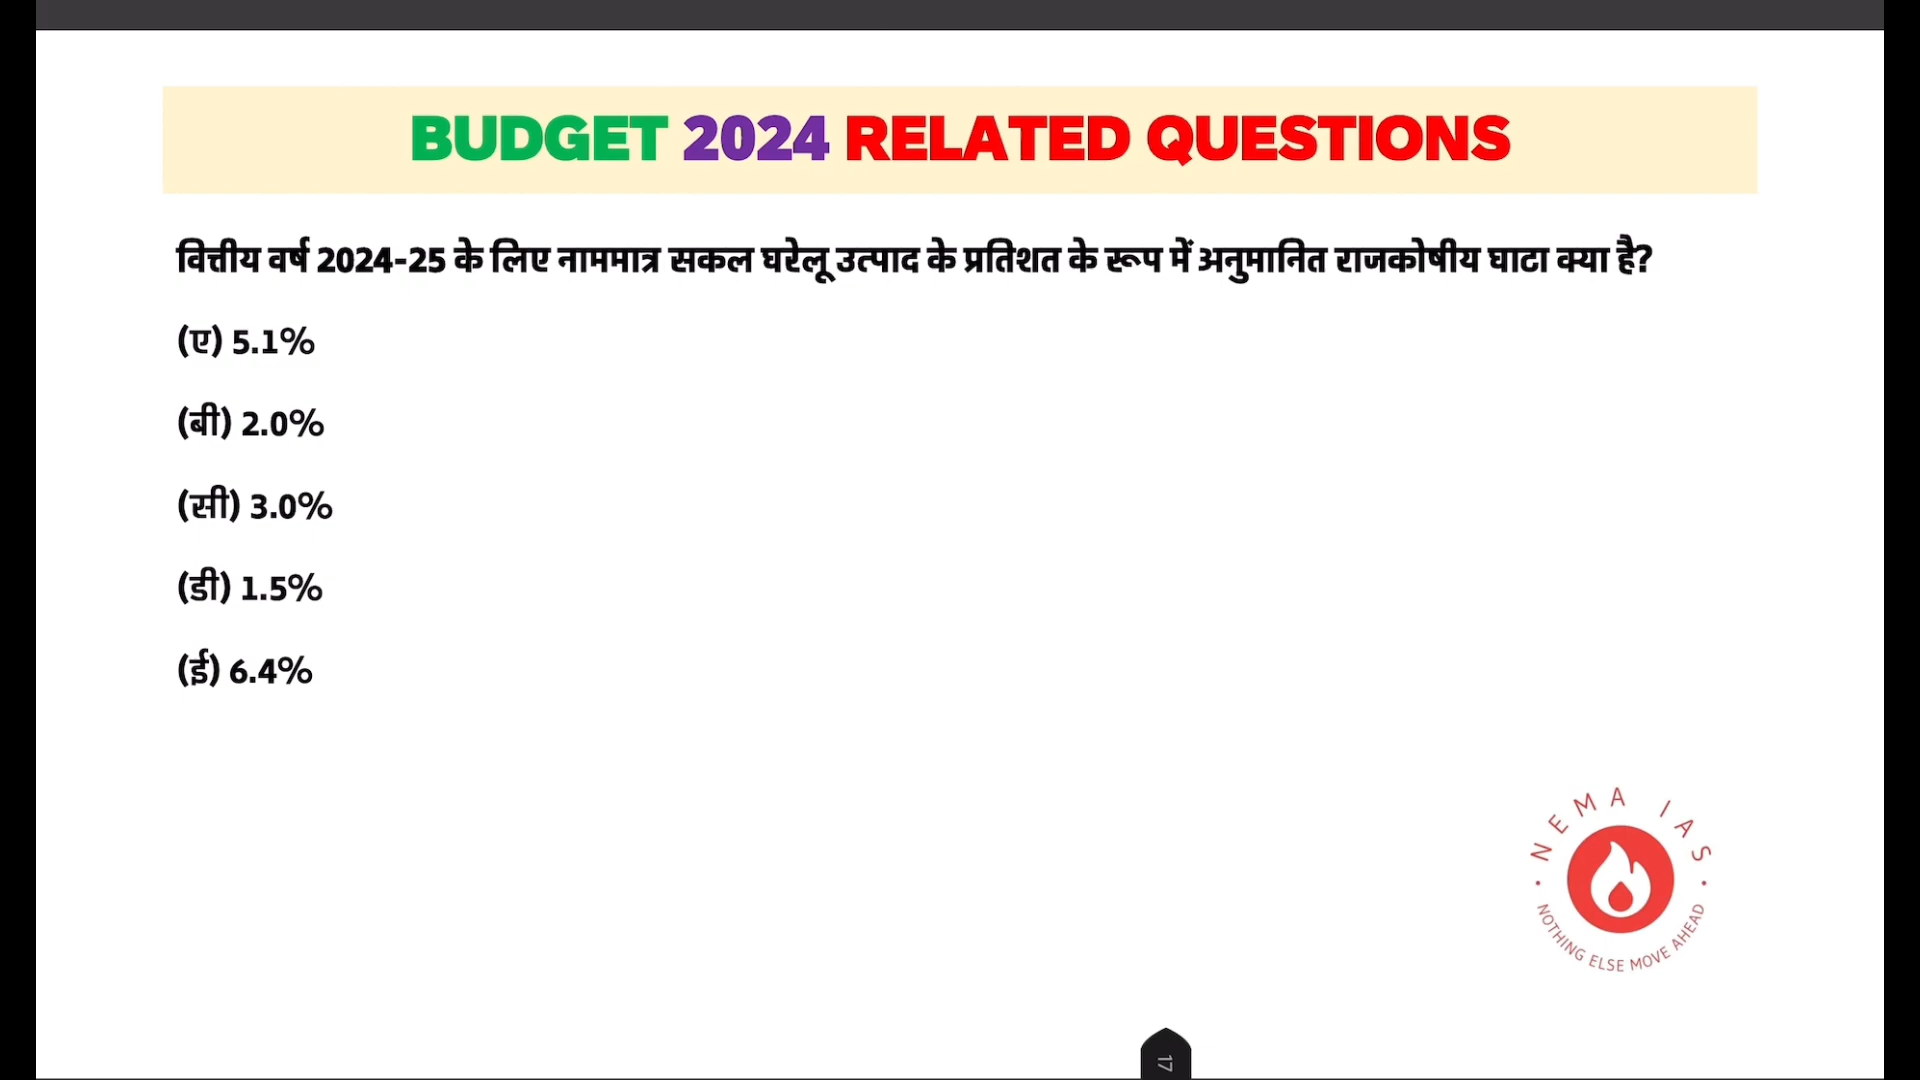 BUDGET 2024 RELATED QUESTIONS
वित्तीय वर्ष 2024-25 के लिए नाममात्र सकल घरेलू उत्पाद के प्रतिशत के रूप में अनुमानित राजकोषीय घाटा क्या है?
(ए) 5.1%
(बी) 2.0%
(सी) 3.0%
(डी) 1.5%
(ई) 6.4%
NEMA IAS
NOTHING ELSE MOVE AHEAD
17